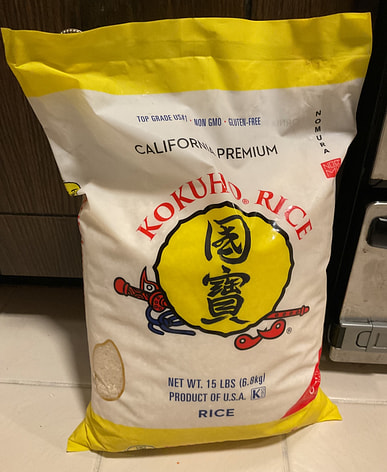 TOP GRADE USA! • NON GMO • GLUTEN-FREE
CALIFORNIA PREMIUM
NOMURA
KOKUHO® RICE
国
寶
®
NET WT. 15 LBS (6.8kg)
PRODUCT OF U.S.A. K
RICE